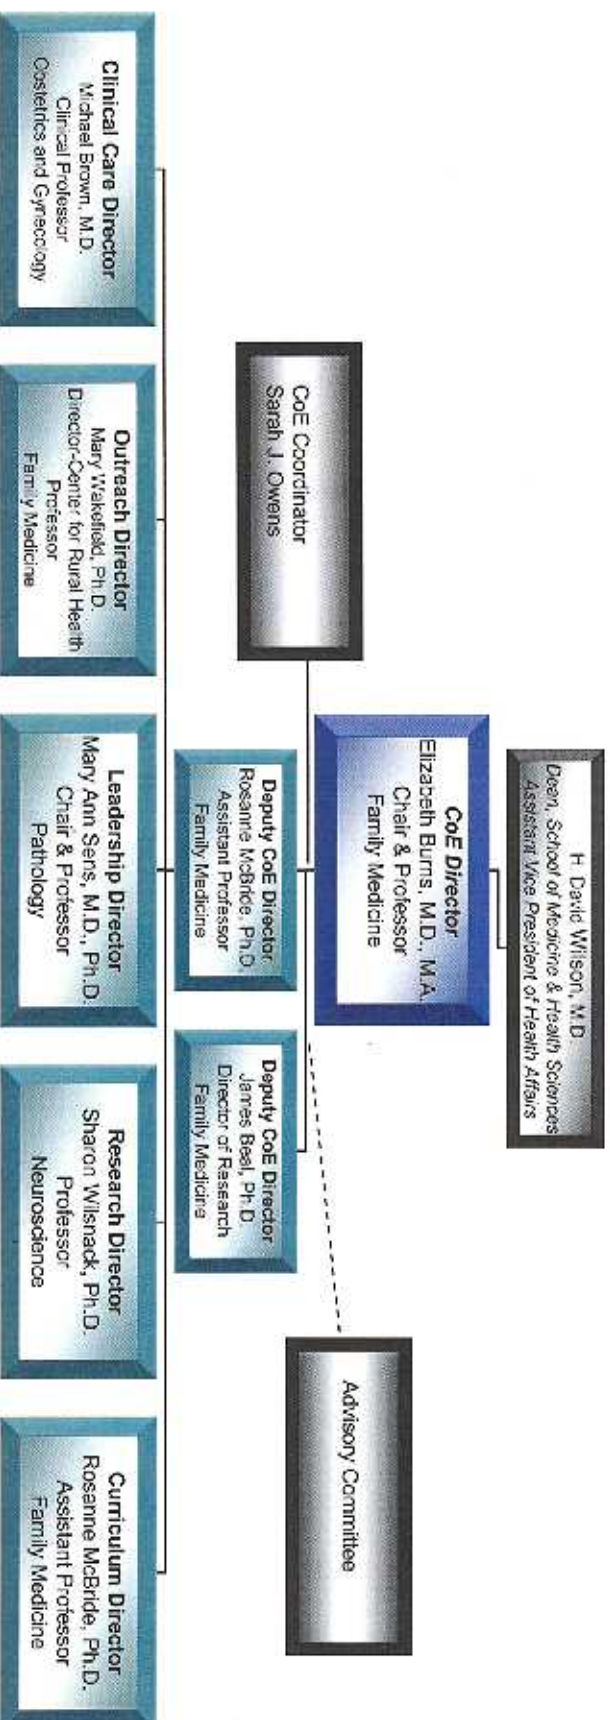 H. David Wilson, M.D.
Dean, School of Medicine & Health Sciences
Assistant Vice President of Health Affairs
CoE Director
Elizabeth Burns, M.D., M.A.
Chair & Professor
Family Medicine
CoE Coordinator
Sarah J. Owens
Advisory Committee
Deputy CoE Director
Rosanne McBride, Ph.D.
Assistant Professor
Family Medicine
Deputy CoE Director
James Beal, Ph.D.
Director of Research
Family Medicine
Clinical Care Director
Michael Brown, M.D.
Clinical Professor
Obstetrics and Gynecology
Outreach Director
Mary Wakefield, Ph.D.
Director-Center for Rural Health
Professor
Family Medicine
Leadership Director
Mary Ann Sens, M.D., Ph.D.
Chair & Professor
Pathology
Research Director
Sharon Wilsnack, Ph.D.
Professor
Neuroscience
Curriculum Director
Rosanne McBride, Ph.D.
Assistant Professor
Family Medicine